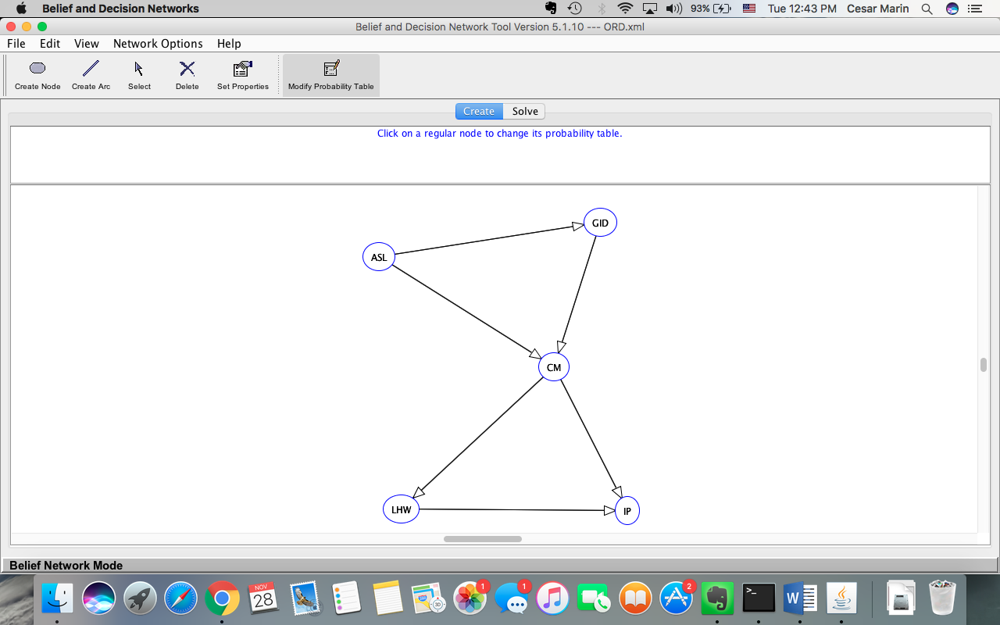 Belief and Decision Networks 93% Tue 12:43 PM Cesar Marin
Belief and Decision Network Tool Version 5.1.10 --- ORD.xml
File Edit View Network Options Help
Create Node Create Arc Select Delete Set Properties Modify Probability Table
Create Solve
Click on a regular node to change its probability table.
GID
ASL
CM
LHW
IP
Belief Network Mode
NOV
28
3D
1
1
2
>_
W